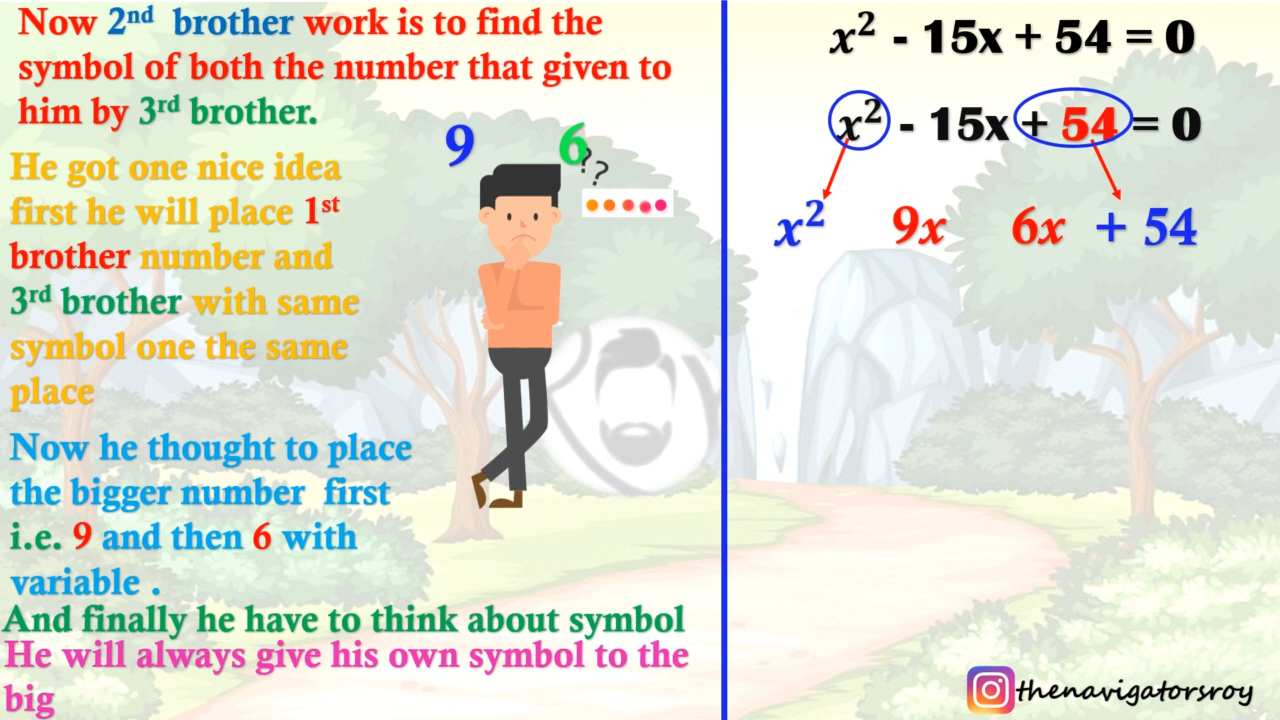 Now 2nd brother work is to find the
symbol of both the number that given to
him by 3rd brother.
He got one nice idea
first he will place 1st
brother number and
3rd brother with same
symbol one the same
place
Now he thought to place
the bigger number first
i.e. 9 and then 6 with
variable .
And finally he have to think about symbol
He will always give his own symbol to the
big
9 6
??
x² - 15x + 54 = 0
x² - 15x + 54 = 0
x² 9x 6x + 54
thenavigatorsroy